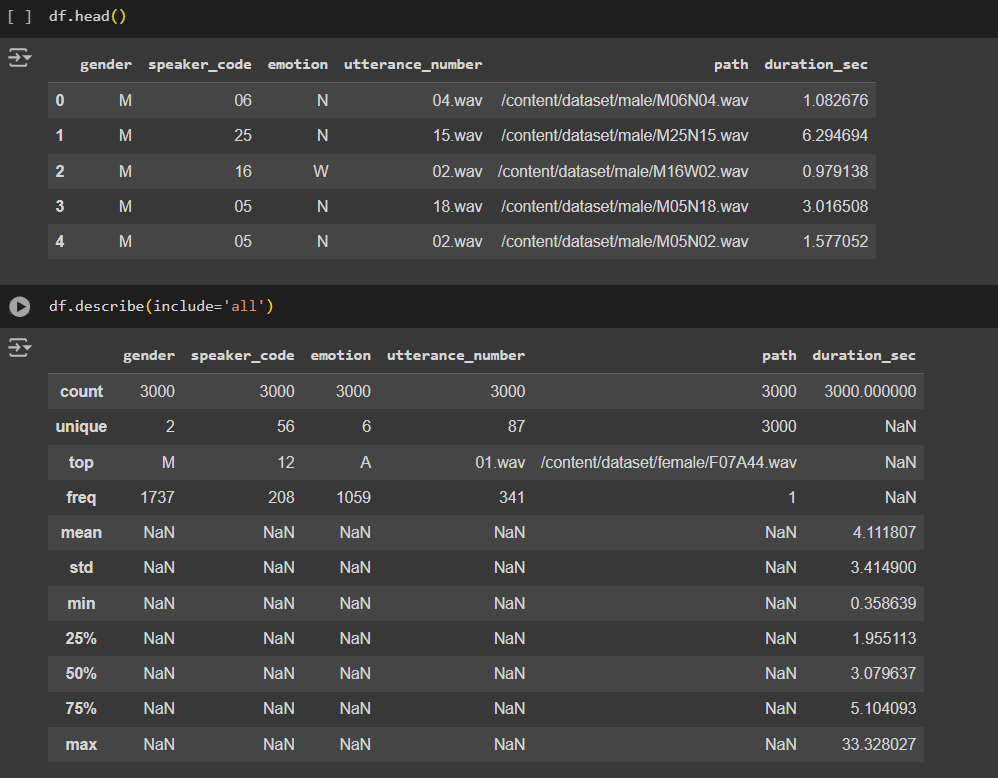 [ ] df.head()
gender speaker_code emotion utterance_number path duration_sec
0 M 06 N 04.wav /content/dataset/male/M06N04.wav 1.082676
1 M 25 N 15.wav /content/dataset/male/M25N15.wav 6.294694
2 M 16 W 02.wav /content/dataset/male/M16W02.wav 0.979138
3 M 05 N 18.wav /content/dataset/male/M05N18.wav 3.016508
4 M 05 N 02.wav /content/dataset/male/M05N02.wav 1.577052
df.describe(include='all')
gender speaker_code emotion utterance_number path duration_sec
count 3000 3000 3000 3000 3000 3000.000000
unique 2 56 6 87 3000 NaN
top M 12 A 01.wav /content/dataset/female/F07A44.wav NaN
freq 1737 208 1059 341 1 NaN
mean NaN NaN NaN NaN NaN 4.111807
std NaN NaN NaN NaN NaN 3.414900
min NaN NaN NaN NaN NaN 0.358639
25% NaN NaN NaN NaN NaN 1.955113
50% NaN NaN NaN NaN NaN 3.079637
75% NaN NaN NaN NaN NaN 5.104093
max NaN NaN NaN NaN NaN 33.328027